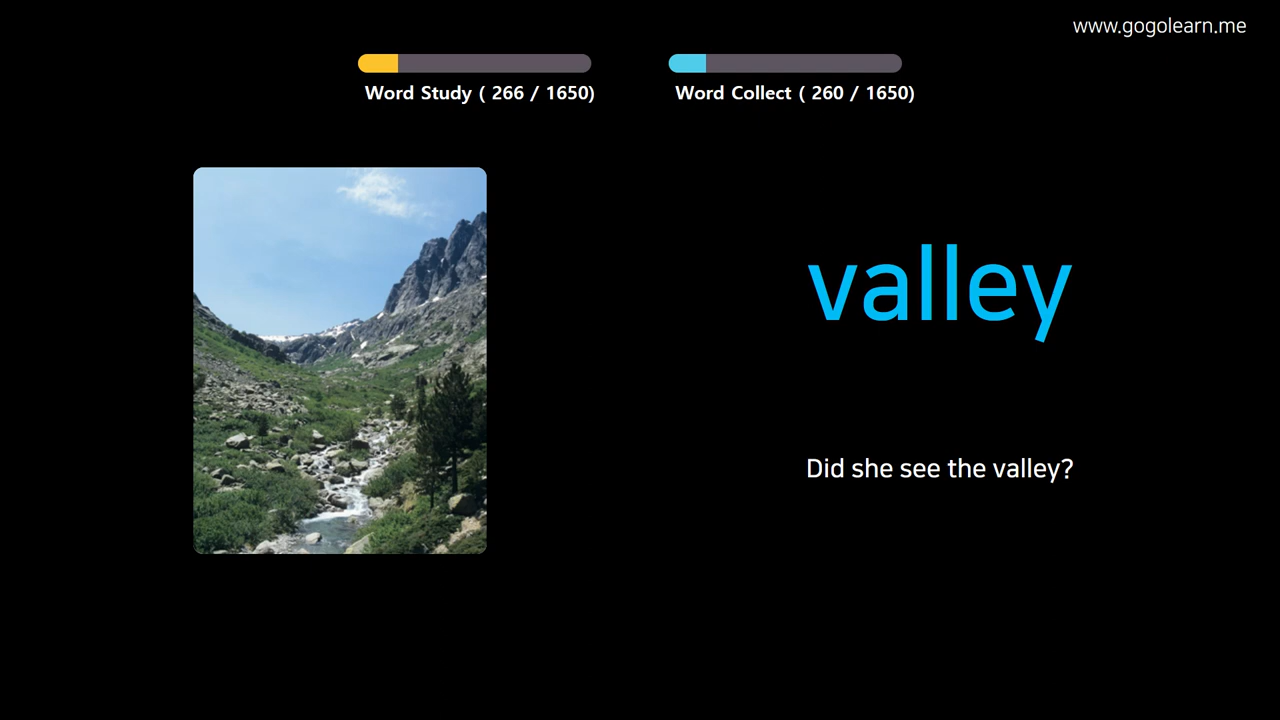 www.gogolearn.me
Word Study ( 266 / 1650)
Word Collect ( 260 / 1650)
valley
Did she see the valley?